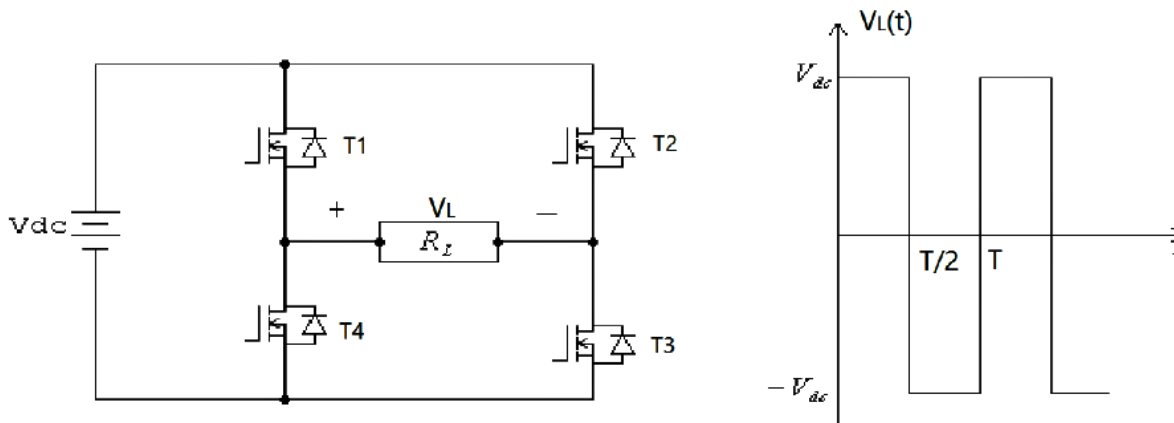 Vdc
T1
T2
+ VL −
RL
T4
T3
VL(t)
Vdc
T/2 T
−Vdc
t